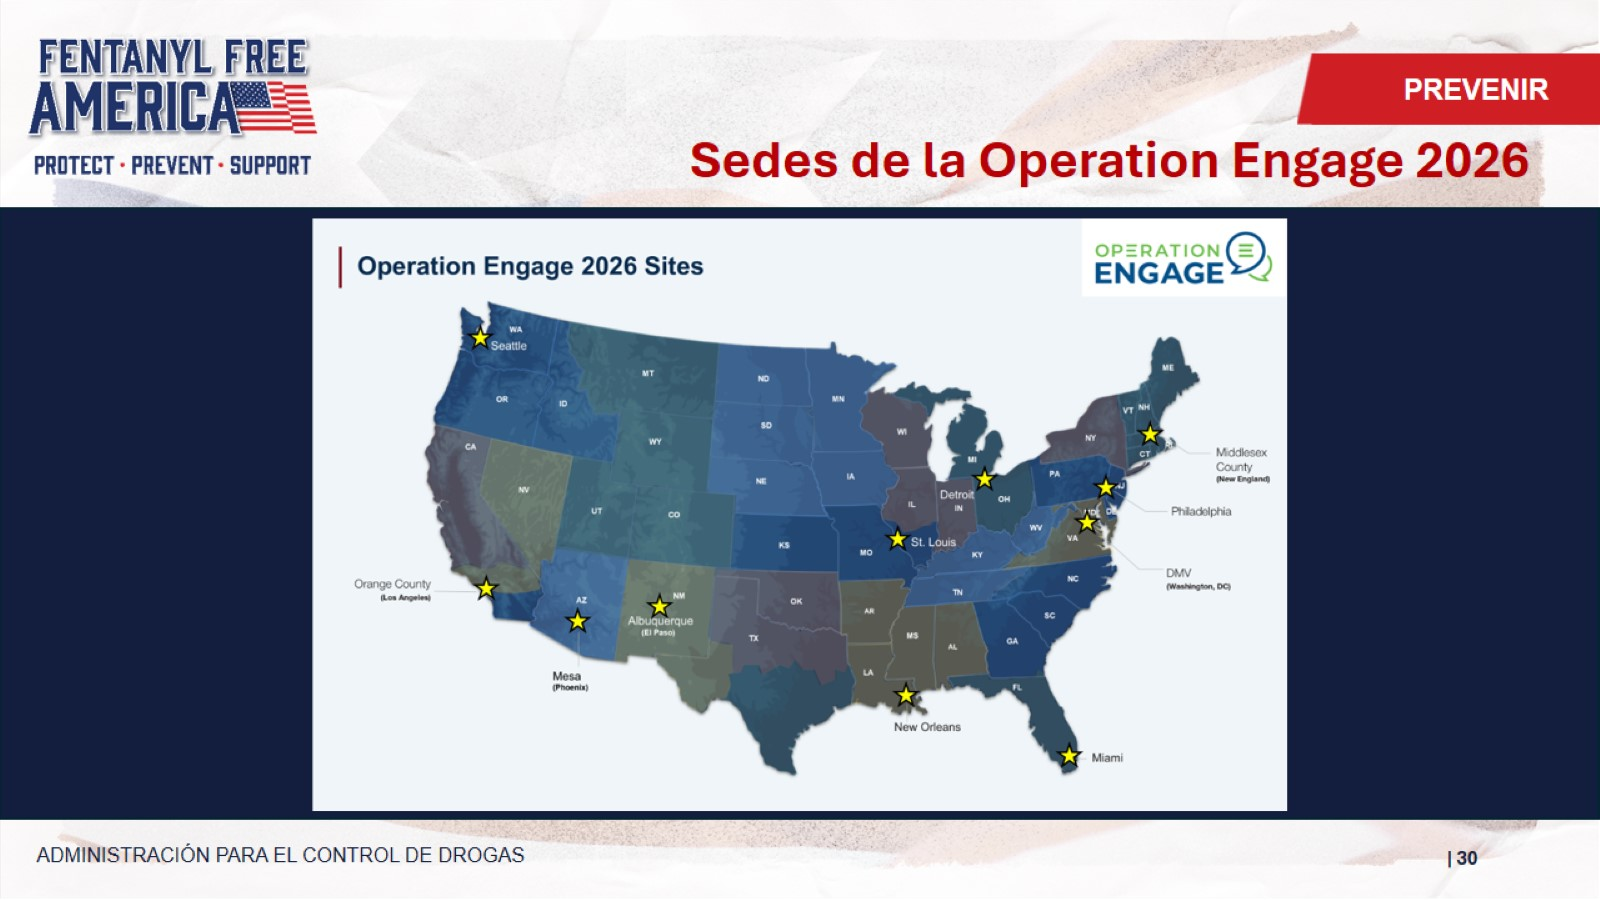 FENTANYL FREE
AMERICA
PROTECT · PREVENT · SUPPORT
PREVENIR
Sedes de la Operation Engage 2026
Operation Engage 2026 Sites
OPERATION
ENGAGE
WA
Seattle
OR
ID
MT
ND
MN
SD
WY
WI
MI
ME
VT
NH
NY
CT
Middlesex
County
(New England)
CA
NV
UT
CO
NE
IA
IL
Detroit
IN
OH
PA
NJ
Philadelphia
KS
MO
St. Louis
KY
WV
MD
DE
VA
DMV
(Washington, DC)
Orange County
(Los Angeles)
AZ
NM
Albuquerque
(El Paso)
Mesa
(Phoenix)
OK
TX
AR
LA
MS
AL
TN
NC
SC
GA
FL
New Orleans
Miami
ADMINISTRACIÓN PARA EL CONTROL DE DROGAS
| 30